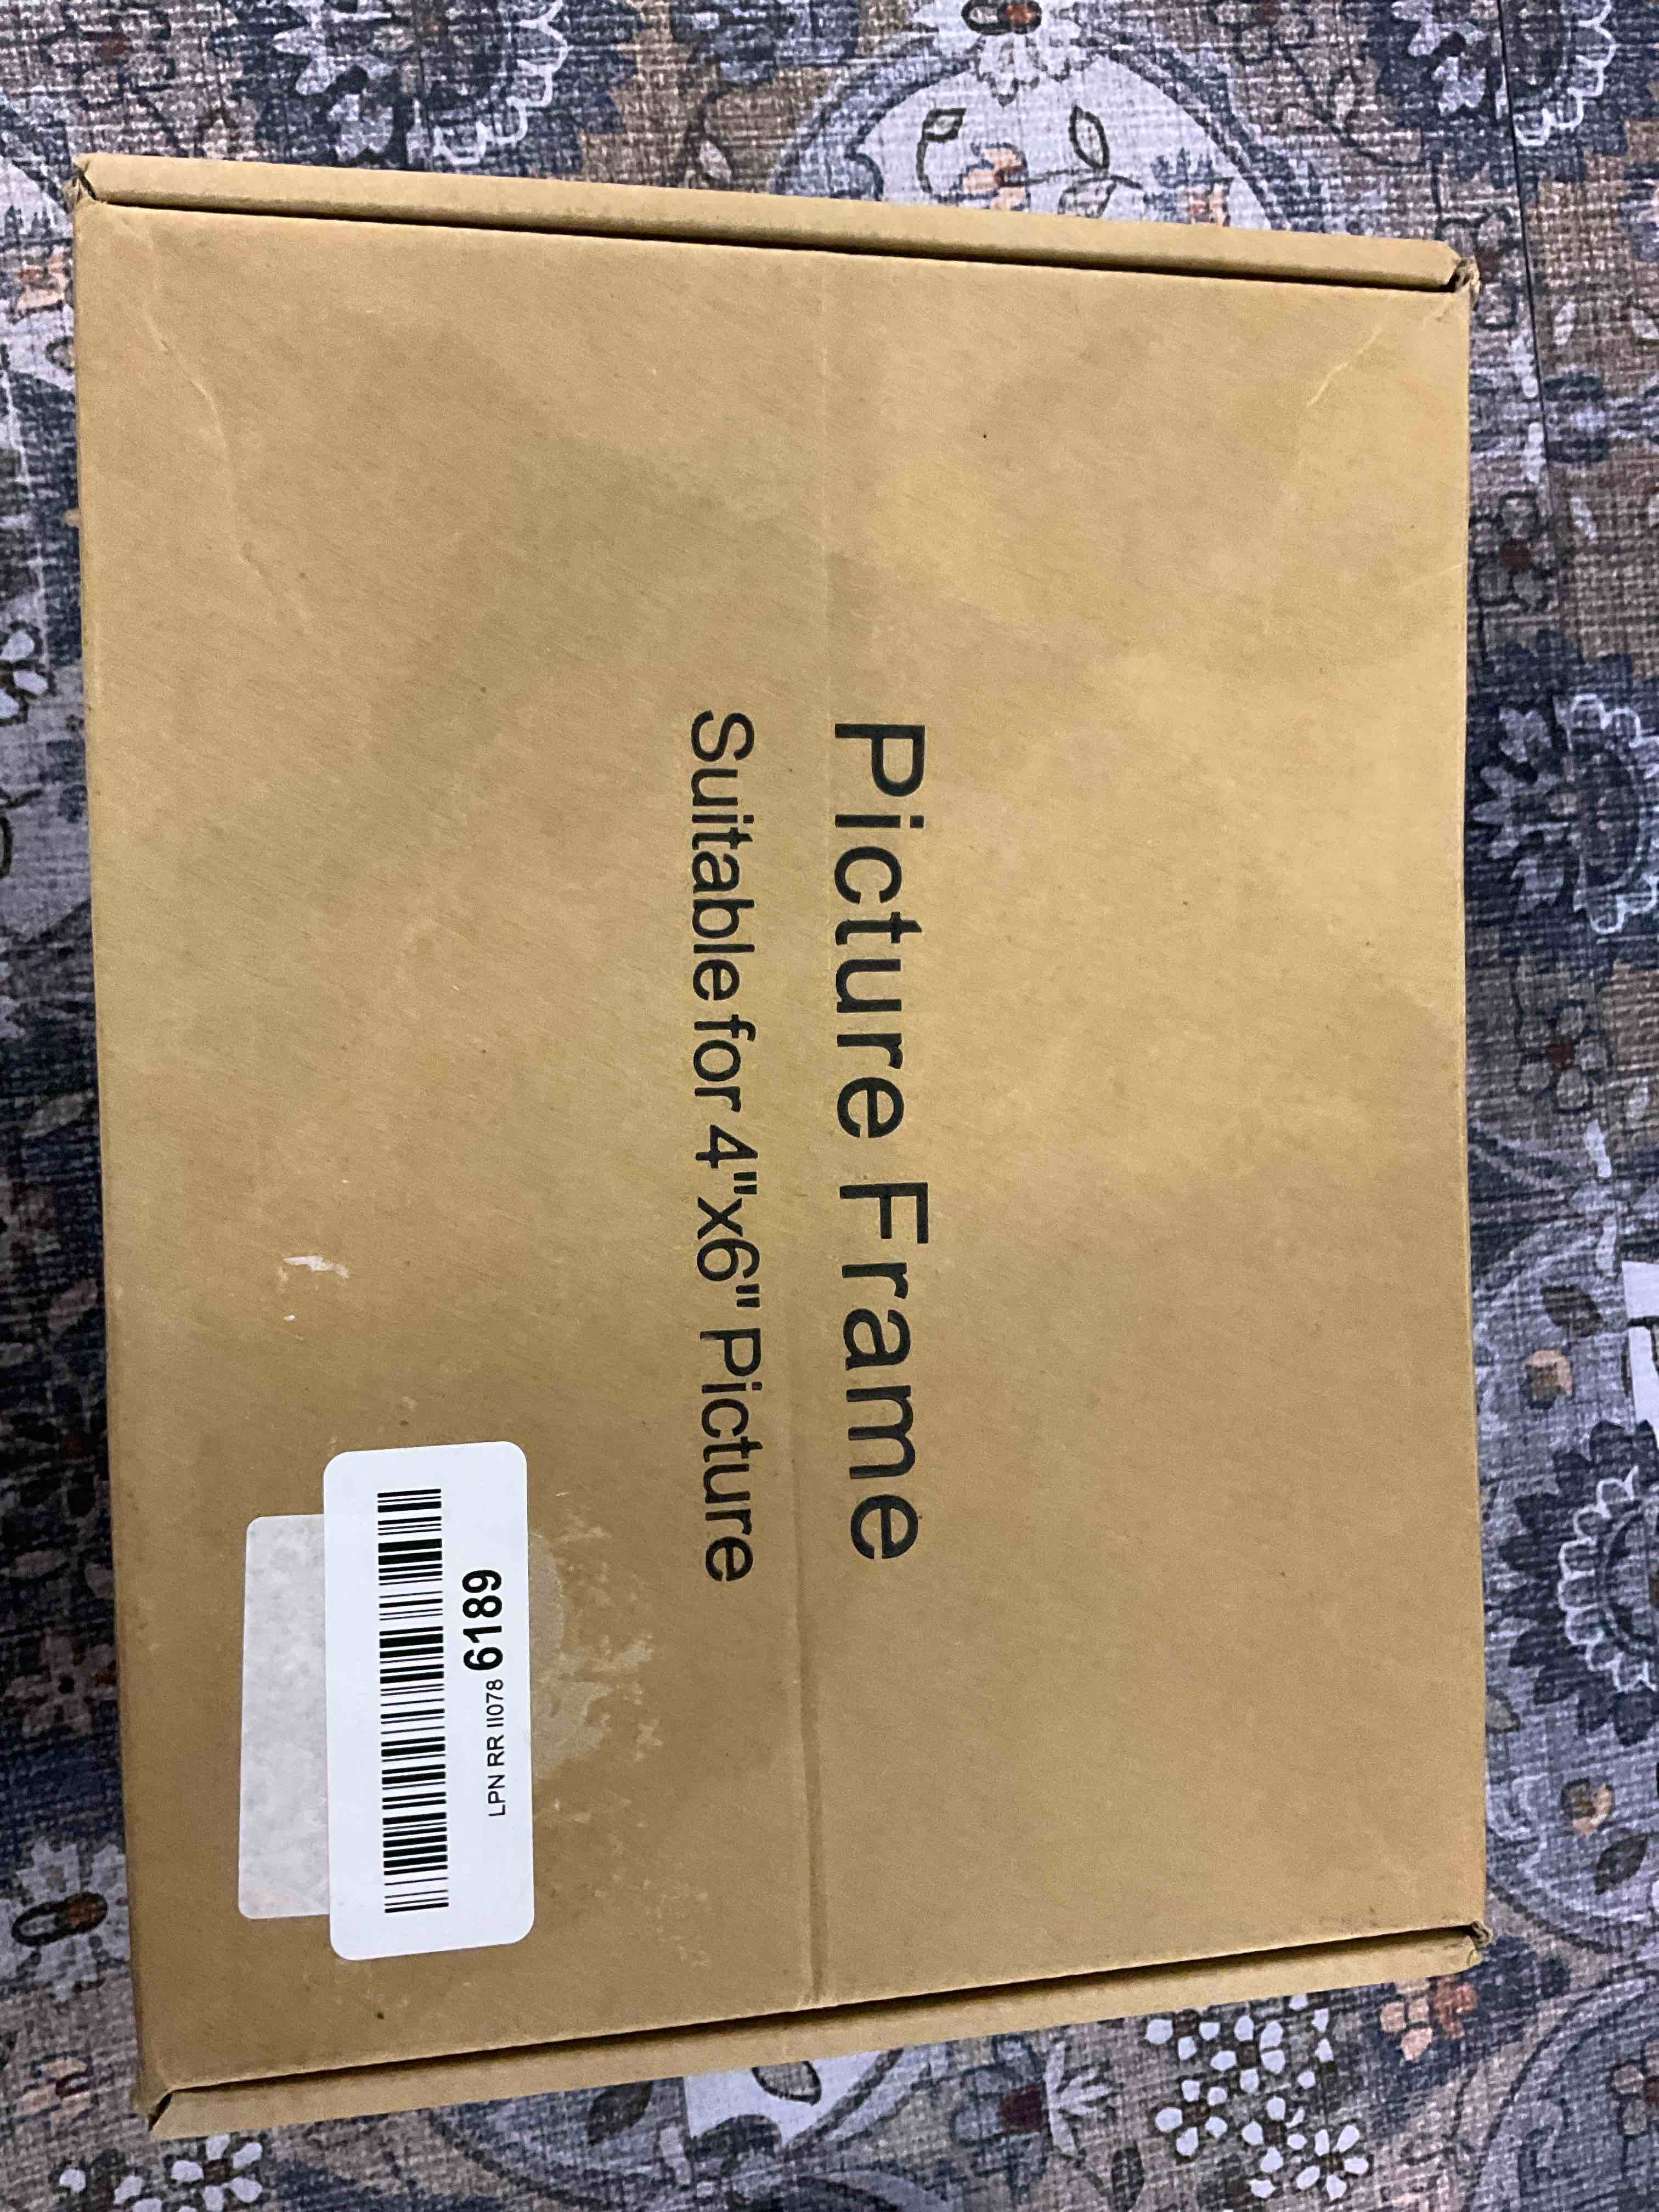 Picture Frame
Suitable for 4"x6" Picture
LPN RR II078 6189